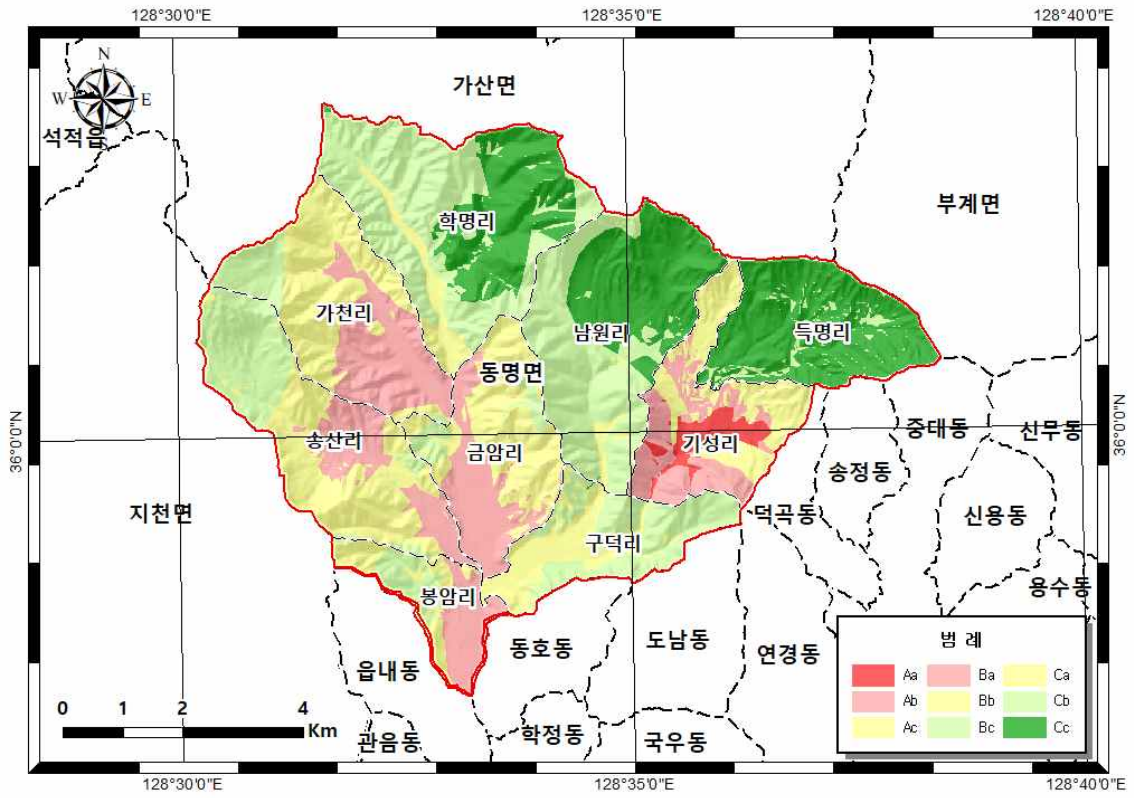 128°30'0"E
128°35'0"E
128°40'0"E
N
W
E
S
가산면
석적읍
부계면
학명리
가천리
남원리
득명리
동명면
36°0'0"N
36°0'0"N
송산리
금암리
기성리
중대동
신무동
송정동
지천면
덕곡동
신용동
구덕리
용수동
봉암리
동호동
도남동
연경동
읍내동
관음동
학정동
국우동
범 례
Aa
Ba
Ca
Ab
Bb
Cb
Ac
Bc
Cc
0 1 2 4
Km
128°30'0"E
128°35'0"E
128°40'0"E